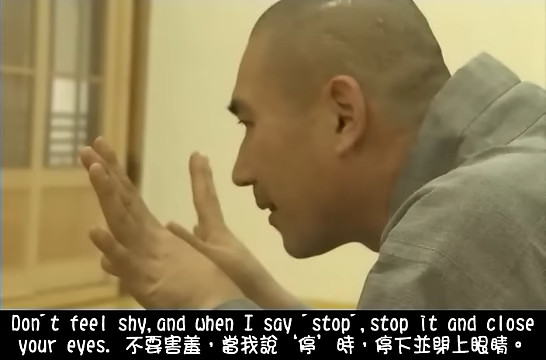 Don't feel shy,and when I say "stop",stop it and close
your eyes. 不要害羞，當我說‘停’時，停下並閉上眼睛。